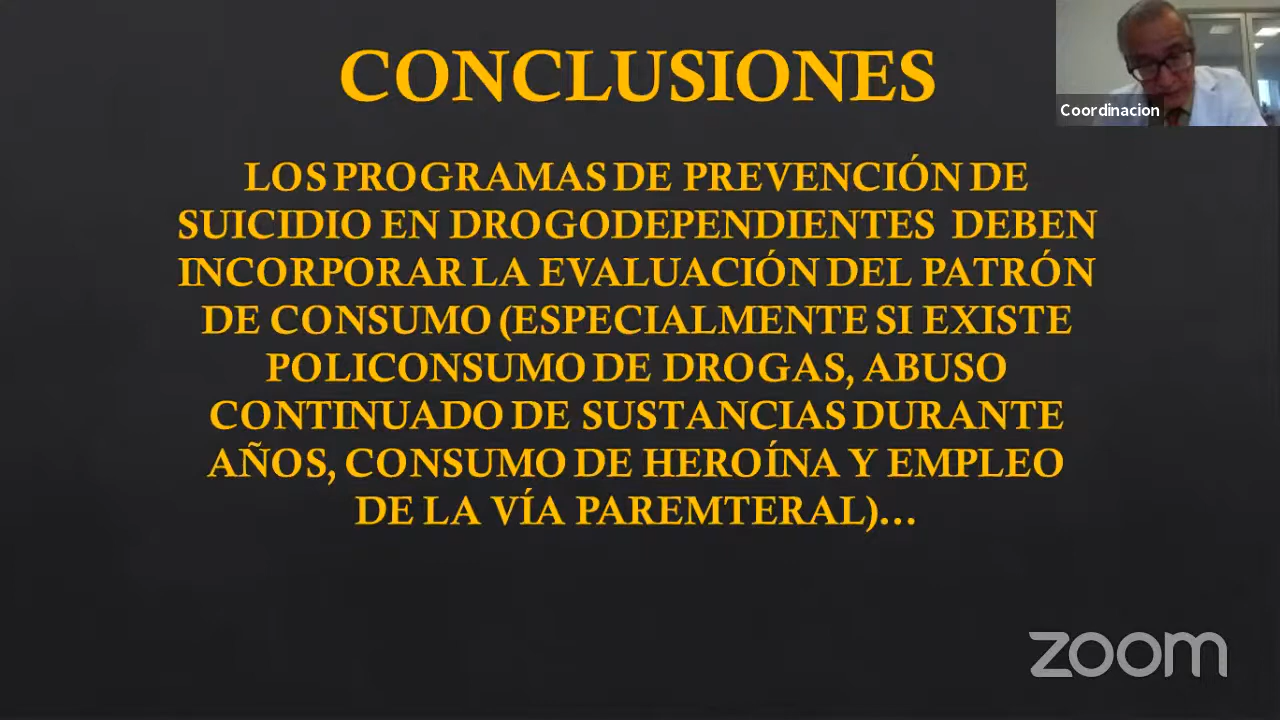 CONCLUSIONES
Coordinacion
LOS PROGRAMAS DE PREVENCIÓN DE
SUICIDIO EN DROGODEPENDIENTES DEBEN
INCORPORAR LA EVALUACIÓN DEL PATRÓN
DE CONSUMO (ESPECIALMENTE SI EXISTE
POLICONSUMO DE DROGAS, ABUSO
CONTINUADO DE SUSTANCIAS DURANTE
AÑOS, CONSUMO DE HEROÍNA Y EMPLEO
DE LA VÍA PAREMTERAL)...
zoom